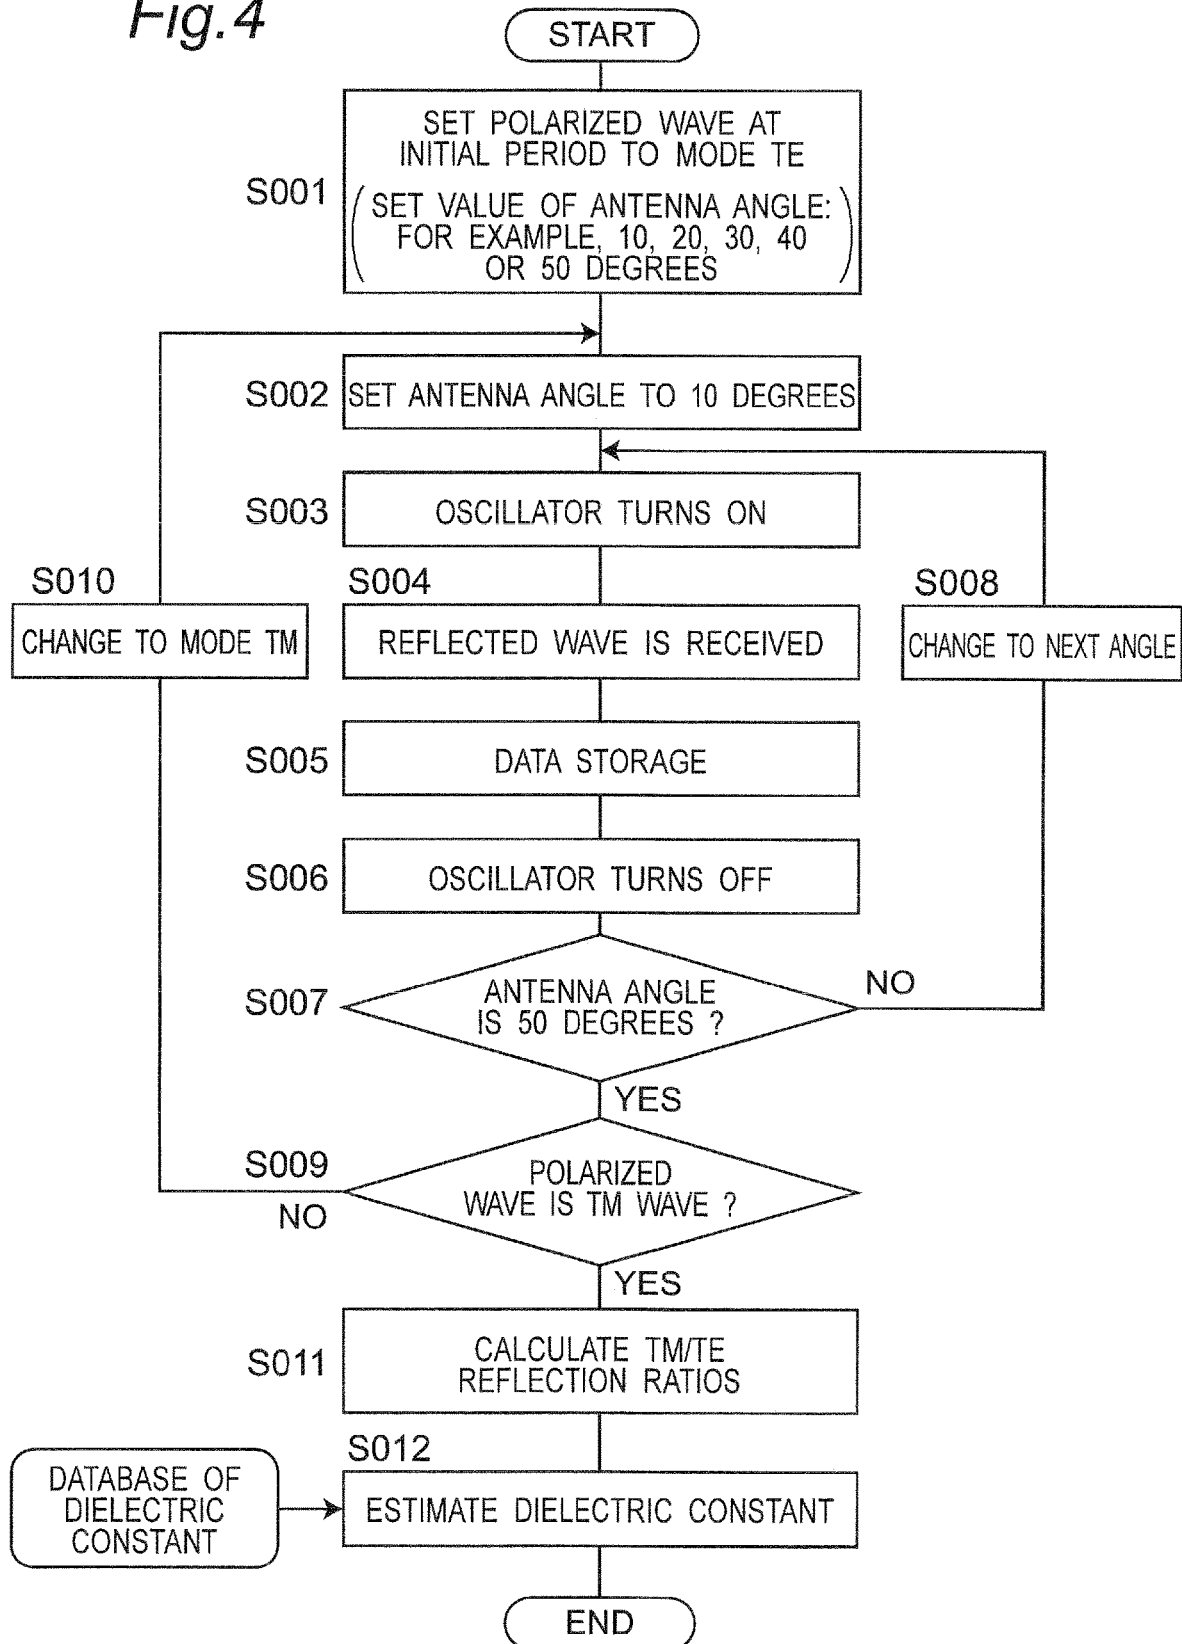 Fig.4
START
S001
SET POLARIZED WAVE AT
INITIAL PERIOD TO MODE TE
(SET VALUE OF ANTENNA ANGLE:
FOR EXAMPLE, 10, 20, 30, 40
OR 50 DEGREES)
S002
SET ANTENNA ANGLE TO 10 DEGREES
S003
OSCILLATOR TURNS ON
S010
CHANGE TO MODE TM
S004
REFLECTED WAVE IS RECEIVED
S008
CHANGE TO NEXT ANGLE
S005
DATA STORAGE
S006
OSCILLATOR TURNS OFF
S007
ANTENNA ANGLE
IS 50 DEGREES ?
NO
YES
S009
POLARIZED
WAVE IS TM WAVE ?
NO
YES
S011
CALCULATE TM/TE
REFLECTION RATIOS
S012
DATABASE OF
DIELECTRIC
CONSTANT
ESTIMATE DIELECTRIC CONSTANT
END